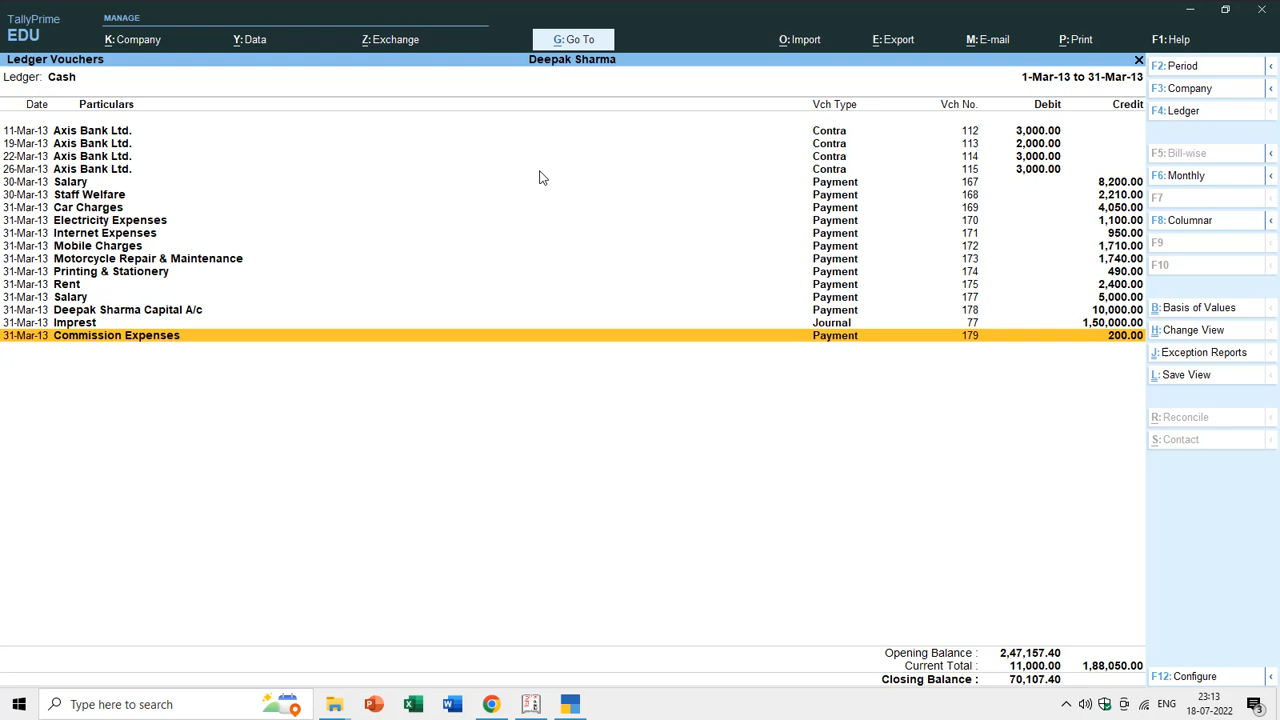 TallyPrime
EDU
MANAGE
K: Company Y: Data Z: Exchange G: Go To O: Import E: Export M: E-mail P: Print F1: Help
Ledger Vouchers Deepak Sharma
Ledger: Cash 1-Mar-13 to 31-Mar-13
Date Particulars Vch Type Vch No. Debit Credit
11-Mar-13 Axis Bank Ltd. Contra 112 3,000.00
19-Mar-13 Axis Bank Ltd. Contra 113 2,000.00
22-Mar-13 Axis Bank Ltd. Contra 114 3,000.00
26-Mar-13 Axis Bank Ltd. Contra 115 3,000.00
30-Mar-13 Salary Payment 167 8,200.00
30-Mar-13 Staff Welfare Payment 168 2,210.00
31-Mar-13 Car Charges Payment 169 4,050.00
31-Mar-13 Electricity Expenses Payment 170 1,100.00
31-Mar-13 Internet Expenses Payment 171 950.00
31-Mar-13 Mobile Charges Payment 172 1,710.00
31-Mar-13 Motorcycle Repair & Maintenance Payment 173 1,740.00
31-Mar-13 Printing & Stationery Payment 174 490.00
31-Mar-13 Rent Payment 175 2,400.00
31-Mar-13 Salary Payment 177 5,000.00
31-Mar-13 Deepak Sharma Capital A/c Payment 178 10,000.00
31-Mar-13 Imprest Journal 77 1,50,000.00
31-Mar-13 Commission Expenses Payment 179 200.00
Opening Balance : 2,47,157.40
Current Total : 11,000.00 1,88,050.00
Closing Balance : 70,107.40
F2: Period
F3: Company
F4: Ledger
F5: Bill-wise
F6: Monthly
F7
F8: Columnar
F9
F10
B: Basis of Values
H: Change View
J: Exception Reports
L: Save View
R: Reconcile
S: Contact
F12: Configure
Type here to search
ENG
23:13
18-07-2022
3